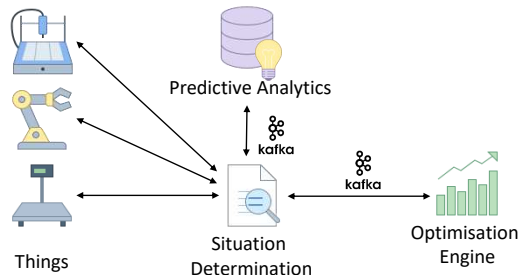 Predictive Analytics
kafka
kafka
Things
Situation
Determination
Optimisation
Engine